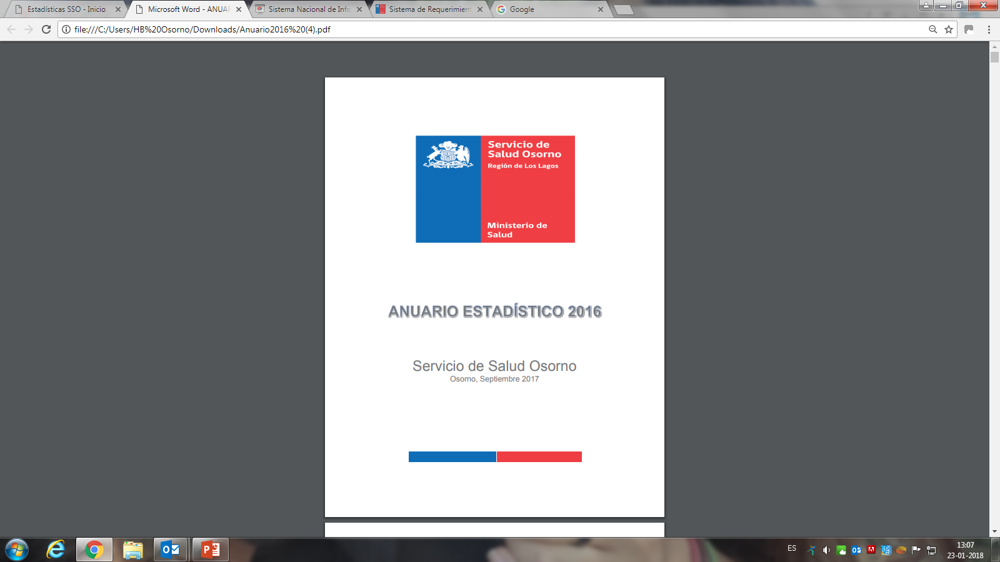 Estadísticas SSO - Inicio
Microsoft Word - ANUAR
Sistema Nacional de Info
Sistema de Requerimient
Google
file:///C:/Users/HB%20Osorno/Downloads/Anuario2016%20(4).pdf
Servicio de
Salud Osorno
Región de Los Lagos
Ministerio de
Salud
ANUARIO ESTADÍSTICO 2016
Servicio de Salud Osorno
Osorno, Septiembre 2017
ES
13:07
23-01-2018